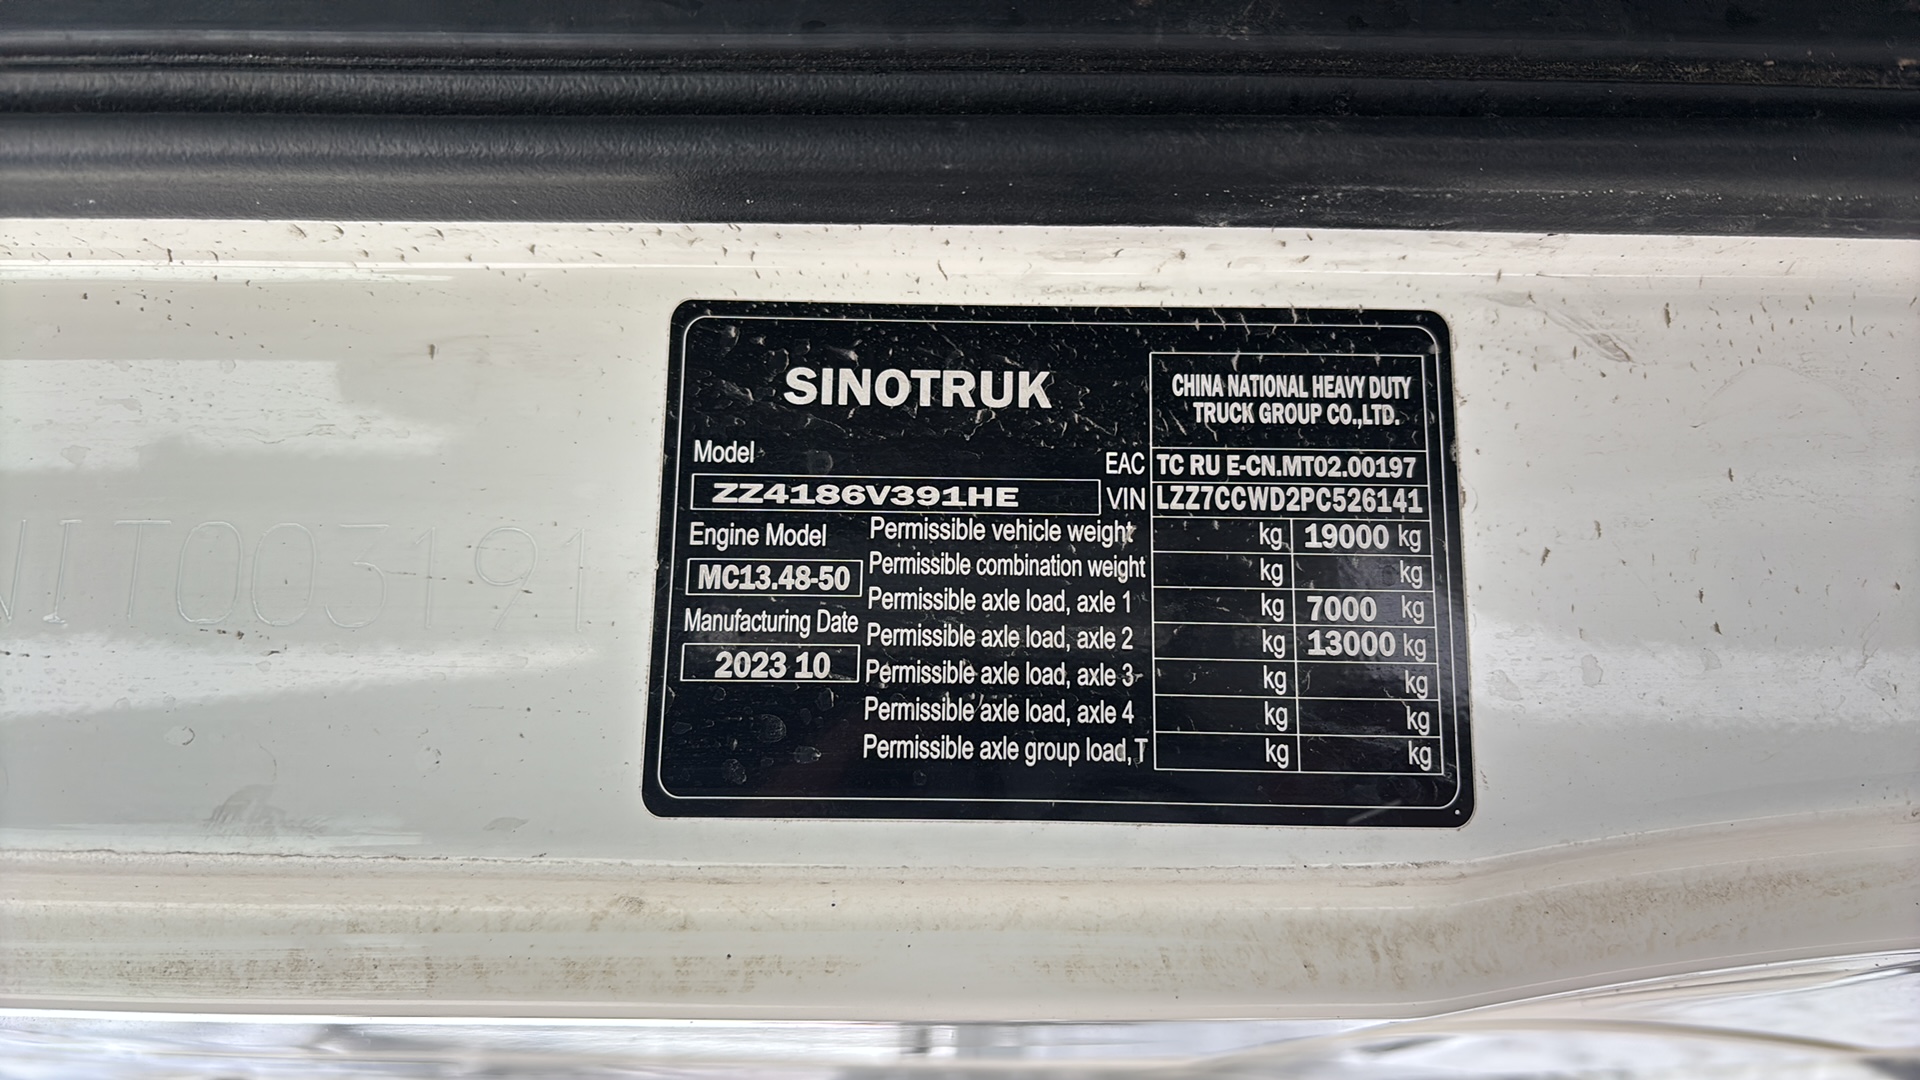 SINOTRUK
CHINA NATIONAL HEAVY DUTY
TRUCK GROUP CO.,LTD.
Model
EAC TC RU E-CN.MT02.00197
ZZ4186V391HE VIN LZZ7CCWD2PC526141
Engine Model Permissible vehicle weight kg 19000 kg
MC13.48-50 Permissible combination weight kg kg
Permissible axle load, axle 1 kg 7000 kg
Manufacturing Date Permissible axle load, axle 2 kg 13000 kg
2023 10 Permissible axle load, axle 3 kg kg
Permissible axle load, axle 4 kg kg
Permissible axle group load,T kg kg
NIT003191